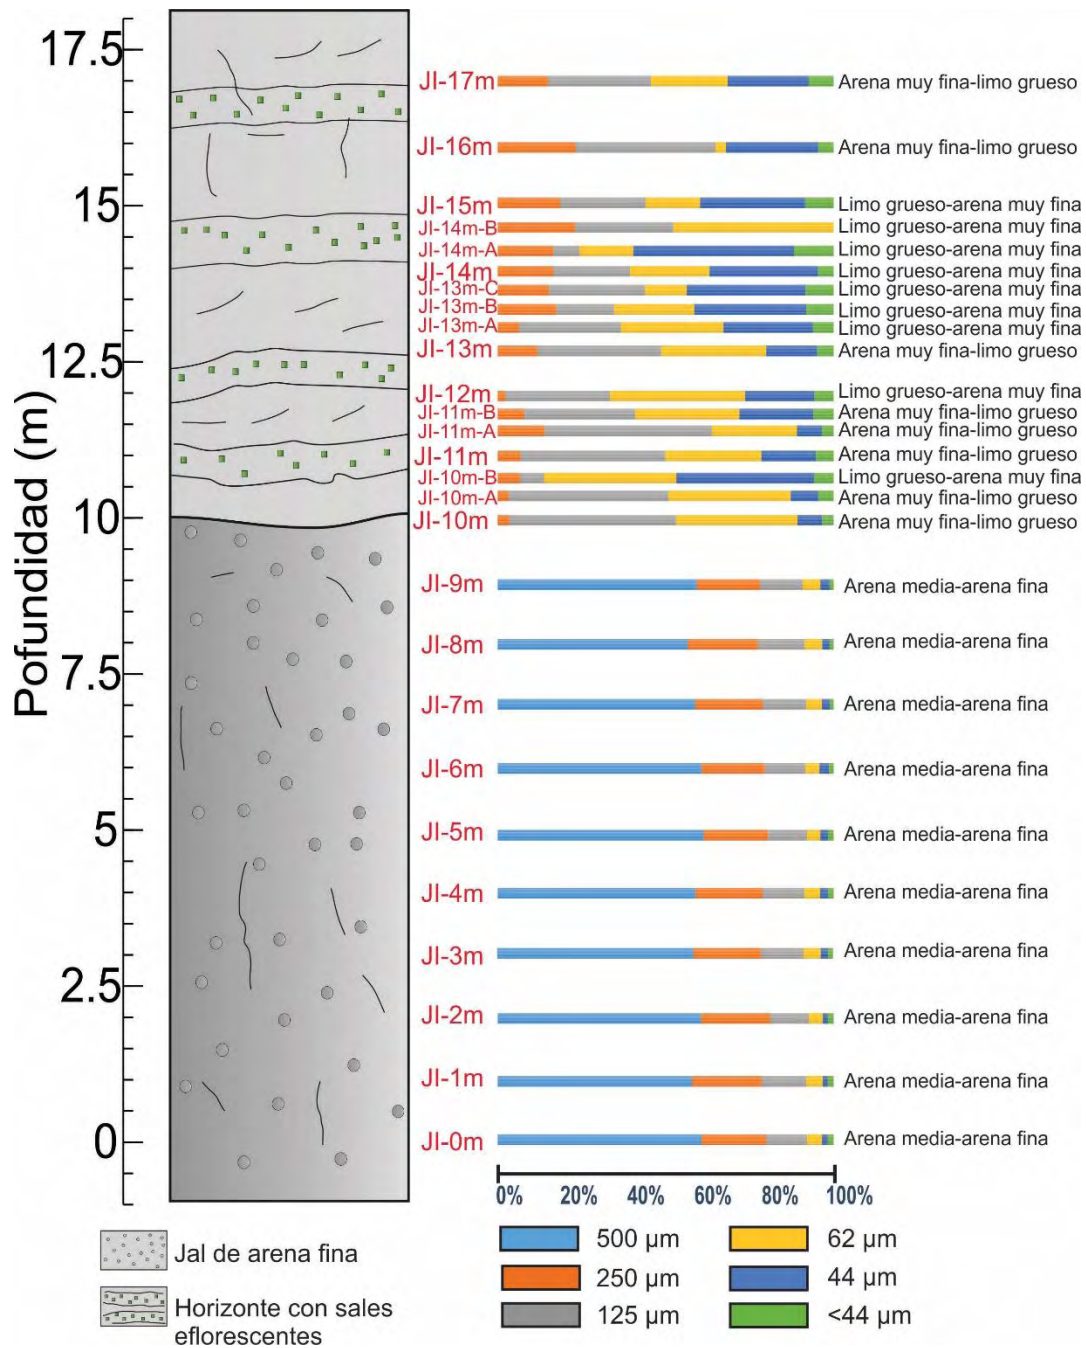 Pofundidad (m)
17.5
15
12.5
10
7.5
5
2.5
0
JI-17m Arena muy fina-limo grueso
JI-16m Arena muy fina-limo grueso
JI-15m Limo grueso-arena muy fina
JI-14m-B Limo grueso-arena muy fina
JI-14m-A Limo grueso-arena muy fina
JI-14m Limo grueso-arena muy fina
JI-13m-C Limo grueso-arena muy fina
JI-13m-B Limo grueso-arena muy fina
JI-13m-A Limo grueso-arena muy fina
JI-13m Arena muy fina-limo grueso
JI-12m Limo grueso-arena muy fina
JI-11m-B Arena muy fina-limo grueso
JI-11m-A Arena muy fina-limo grueso
JI-11m Arena muy fina-limo grueso
JI-10m-B Limo grueso-arena muy fina
JI-10m-A Arena muy fina-limo grueso
JI-10m Arena muy fina-limo grueso
JI-9m Arena media-arena fina
JI-8m Arena media-arena fina
JI-7m Arena media-arena fina
JI-6m Arena media-arena fina
JI-5m Arena media-arena fina
JI-4m Arena media-arena fina
JI-3m Arena media-arena fina
JI-2m Arena media-arena fina
JI-1m Arena media-arena fina
JI-0m Arena media-arena fina
0% 20% 40% 60% 80% 100%
Jal de arena fina
Horizonte con sales
eflorescentes
500 µm
250 µm
125 µm
62 µm
44 µm
<44 µm